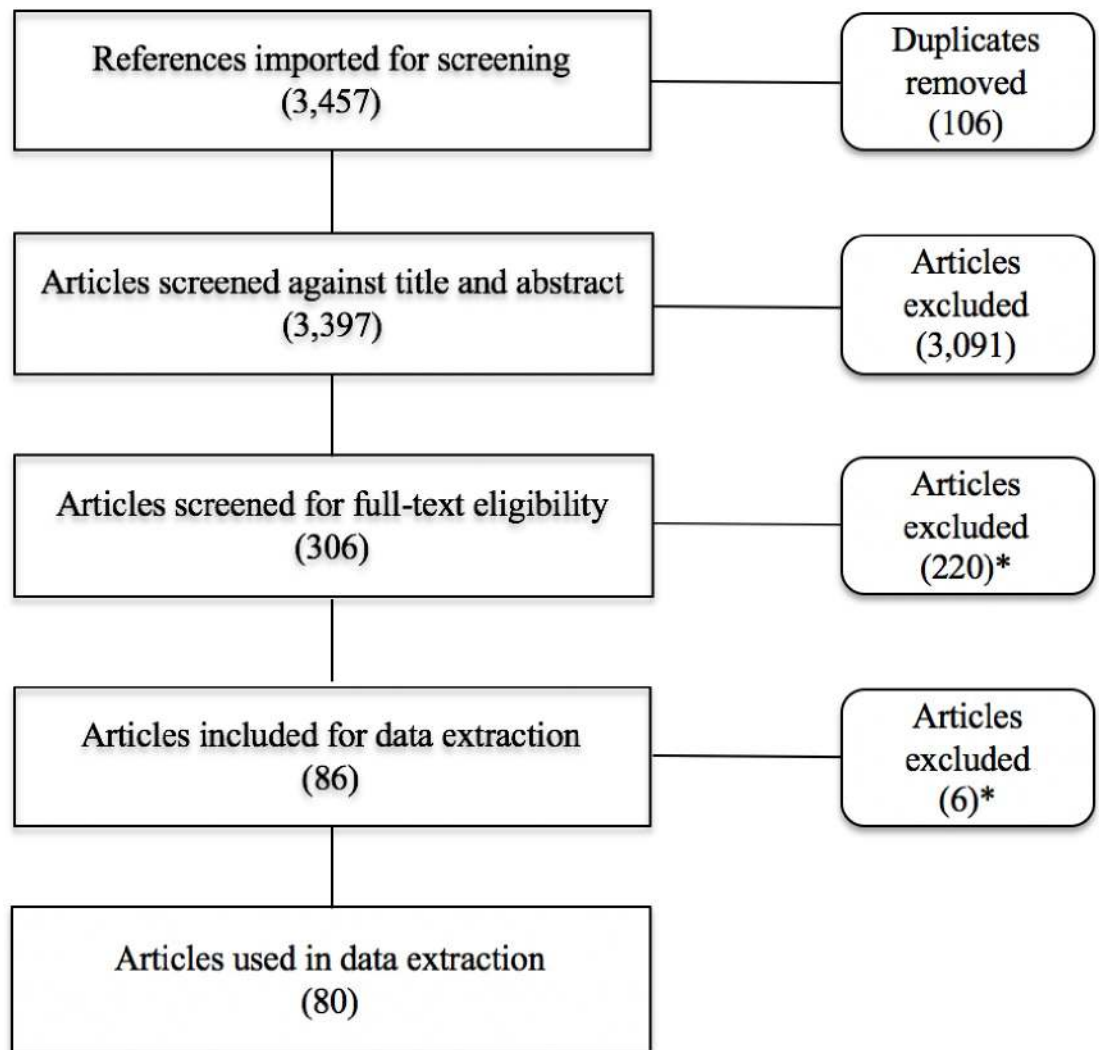 References imported for screening
(3,457)
Duplicates
removed
(106)
Articles screened against title and abstract
(3,397)
Articles
excluded
(3,091)
Articles screened for full-text eligibility
(306)
Articles
excluded
(220)*
Articles included for data extraction
(86)
Articles
excluded
(6)*
Articles used in data extraction
(80)